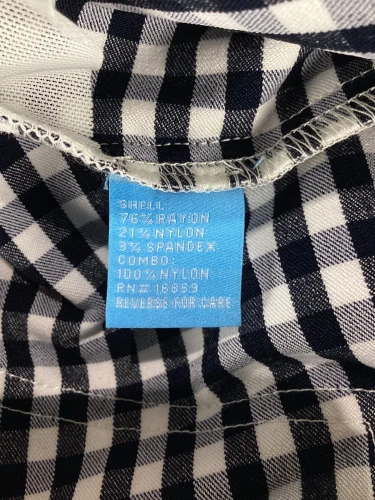 SHELL:
76% RAYON
21% NYLON
3% SPANDEX
COMBO:
100% NYLON
RN# 16859
REVERSE FOR CARE